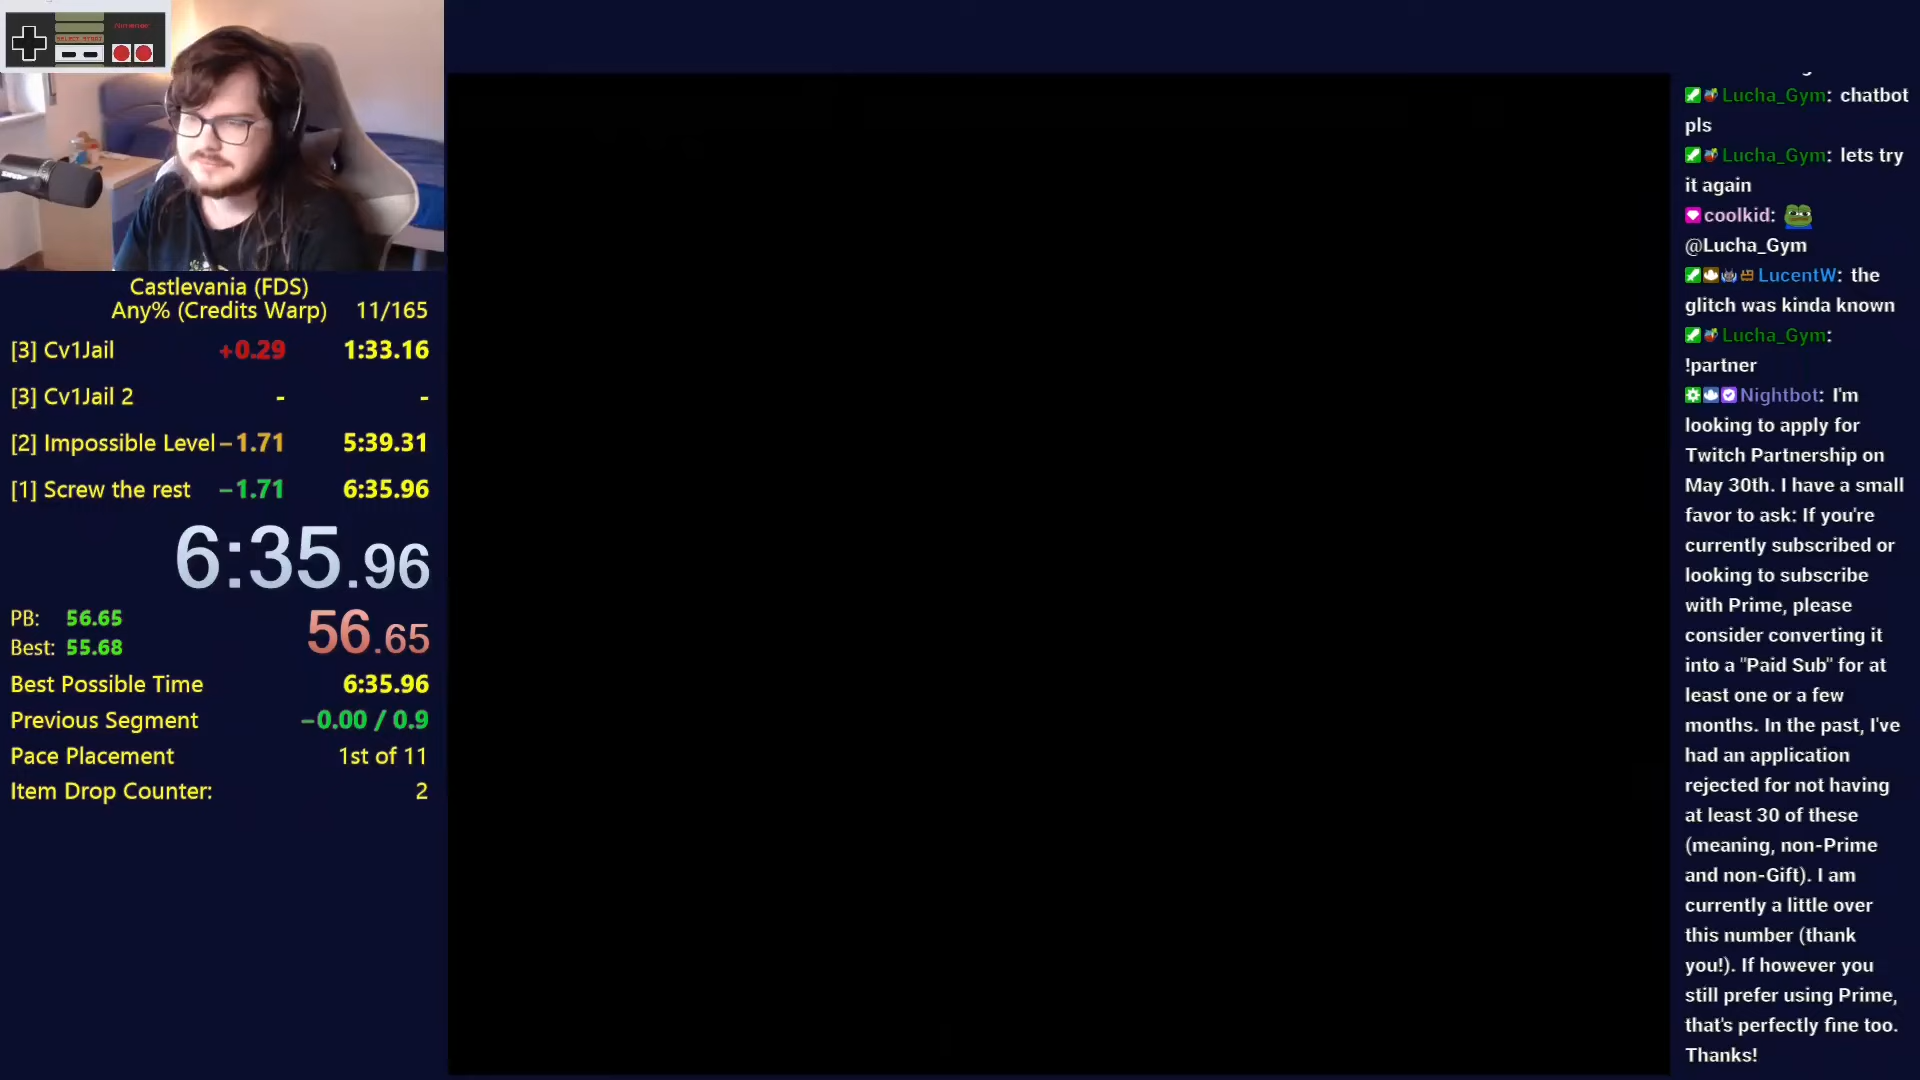 SELECT START
Nintendo
Castlevania (FDS)
Any% (Credits Warp) 11/165
[3] Cv1Jail +0.29 1:33.16
[3] Cv1Jail 2 - -
[2] Impossible Level −1.71 5:39.31
[1] Screw the rest −1.71 6:35.96
6:35.96
PB: 56.65
56.65
Best: 55.68
Best Possible Time 6:35.96
Previous Segment −0.00 / 0.9
Pace Placement 1st of 11
Item Drop Counter: 2
Lucha_Gym: chatbot
pls
Lucha_Gym: lets try
it again
coolkid:
@Lucha_Gym
LucentW: the
glitch was kinda known
Lucha_Gym:
!partner
Nightbot: I'm
looking to apply for
Twitch Partnership on
May 30th. I have a small
favor to ask: If you're
currently subscribed or
looking to subscribe
with Prime, please
consider converting it
into a "Paid Sub" for at
least one or a few
months. In the past, I've
had an application
rejected for not having
at least 30 of these
(meaning, non-Prime
and non-Gift). I am
currently a little over
this number (thank
you!). If however you
still prefer using Prime,
that's perfectly fine too.
Thanks!